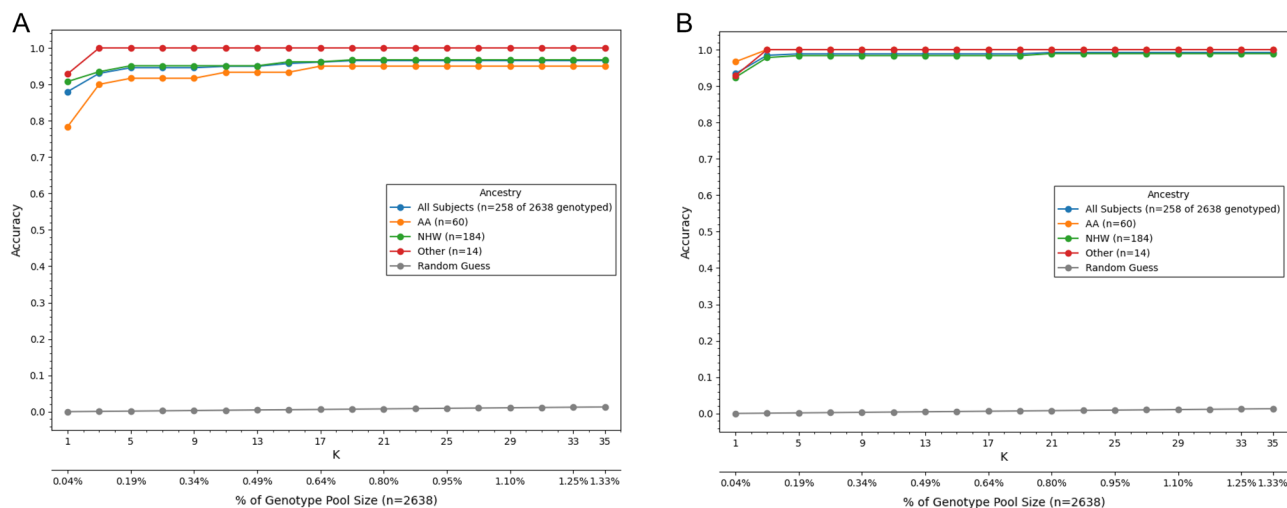 A
1.0
0.9
0.8
0.7
0.6
0.5
0.4
0.3
0.2
0.1
0.0
Accuracy
Ancestry
All Subjects (n=258 of 2638 genotyped)
AA (n=60)
NHW (n=184)
Other (n=14)
Random Guess
1 5 9 13 17 21 25 29 33 35
K
0.04% 0.19% 0.34% 0.49% 0.64% 0.80% 0.95% 1.10% 1.25% 1.33%
% of Genotype Pool Size (n=2638)
B
1.0
0.9
0.8
0.7
0.6
0.5
0.4
0.3
0.2
0.1
0.0
Accuracy
Ancestry
All Subjects (n=258 of 2638 genotyped)
AA (n=60)
NHW (n=184)
Other (n=14)
Random Guess
1 5 9 13 17 21 25 29 33 35
K
0.04% 0.19% 0.34% 0.49% 0.64% 0.80% 0.95% 1.10% 1.25% 1.33%
% of Genotype Pool Size (n=2638)